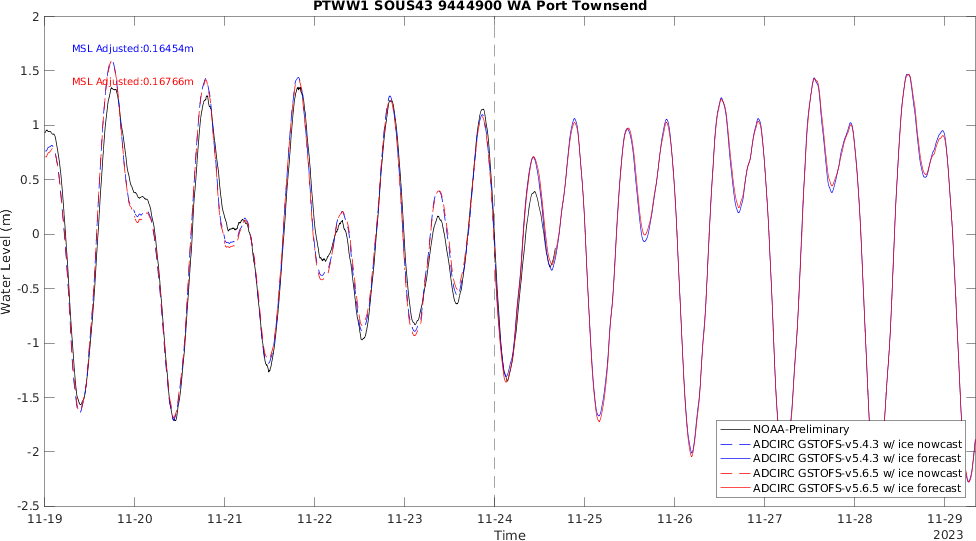 PTWW1 SOUS43 9444900 WA Port Townsend
2
1.5
1
0.5
0
-0.5
-1
-1.5
-2
-2.5
Water Level (m)
MSL Adjusted:0.16454m
MSL Adjusted:0.16766m
NOAA-Preliminary
ADCIRC GSTOFS-v5.4.3 w/ ice nowcast
ADCIRC GSTOFS-v5.4.3 w/ ice forecast
ADCIRC GSTOFS-v5.6.5 w/ ice nowcast
ADCIRC GSTOFS-v5.6.5 w/ ice forecast
11-19 11-20 11-21 11-22 11-23 11-24 11-25 11-26 11-27 11-28 11-29
Time
2023